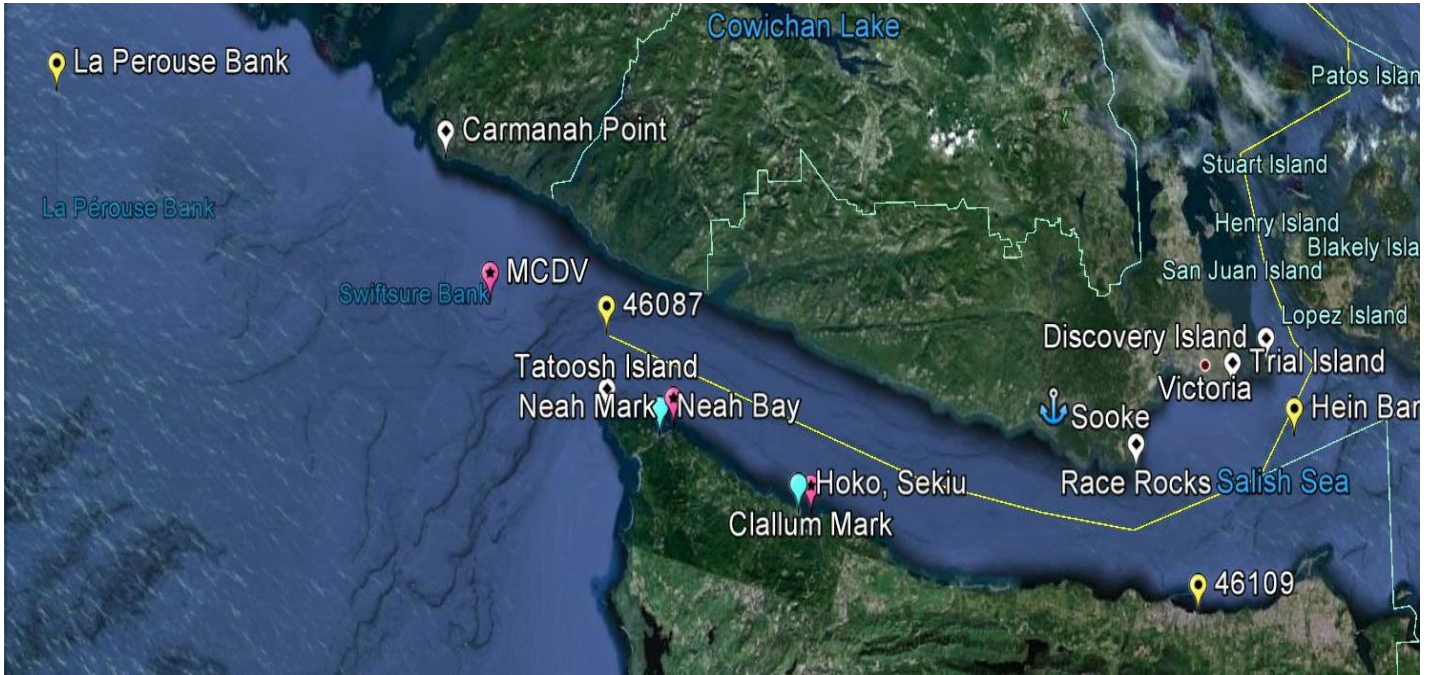 Cowichan Lake
La Perouse Bank
Patos Islan
Carmanah Point
Stuart Island
La Pérouse Bank
Henry Island
Blakely Isla
MCDV
San Juan Island
Swiftsure Bank
46087
Lopez Island
Discovery Island
Tatoosh Island
Trial Island
Victoria
Neah Mark
Neah Bay
Hein Ban
Sooke
Race Rocks
Salish Sea
Hoko, Sekiu
Clallum Mark
46109